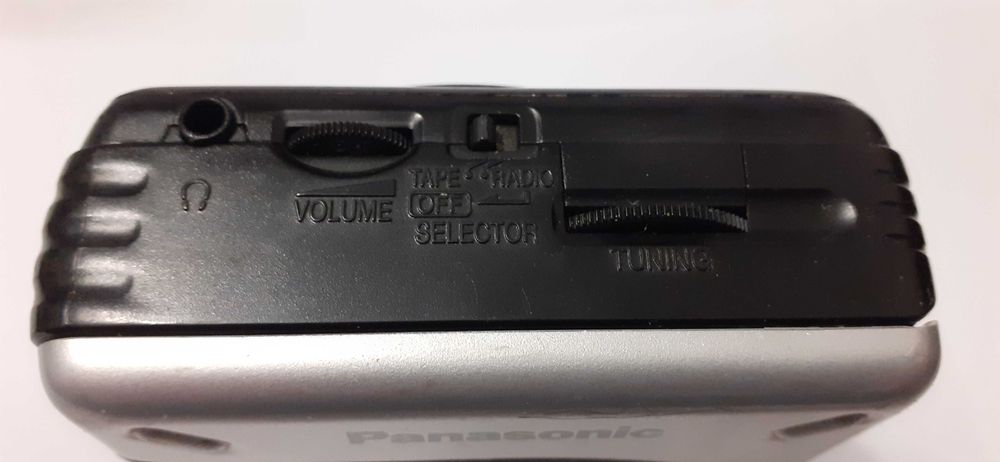 TAPE RADIO
VOLUME
OFF
SELECTOR
TUNING
Panasonic